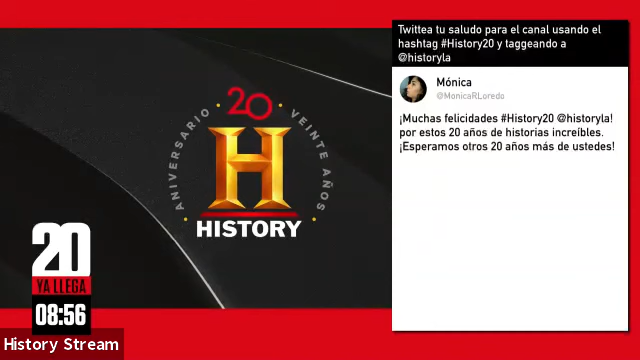 Twittea tu saludo para el canal usando el
hashtag #History20 y taggeando a
@historyla
Mónica
@MonicaRLoredo
¡Muchas felicidades #History20 @historyla!
por estos 20 años de historias increíbles.
¡Esperamos otros 20 años más de ustedes!
20
ANIVERSARIO • VEINTE AÑOS
H
HISTORY
20
YA LLEGA
08:56
History Stream